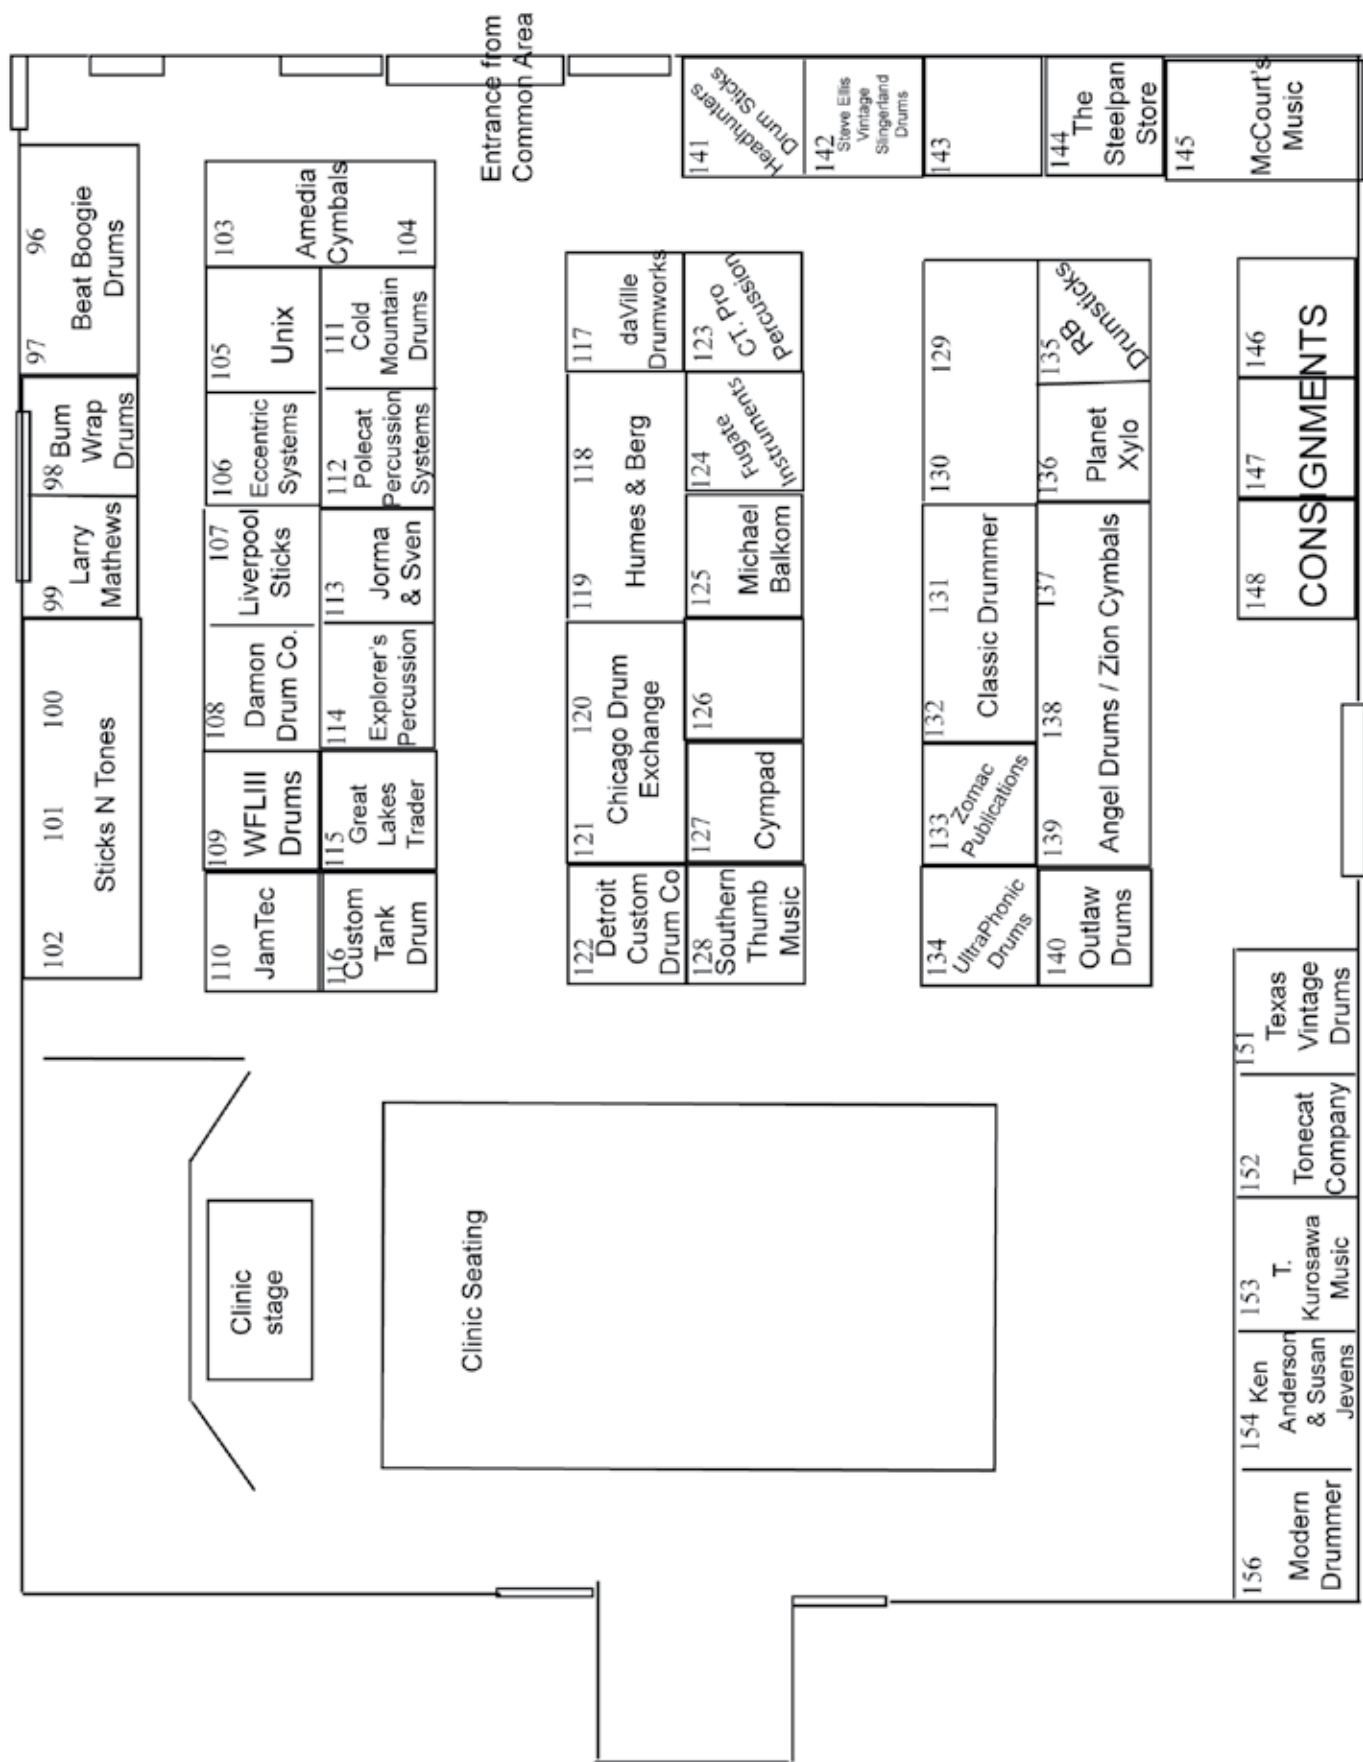 Entrance from
Common Area
96
97
Beat Boogie
Drums
98
Bum
Wrap
Drums
99
Larry
Mathews
100
101
102
Sticks N Tones
103
Amedia
Cymbals
104
105
Unix
106
Eccentric
Systems
107
Liverpool
Sticks
108
Damon
Drum Co.
109
WFLIII
Drums
110
JamTec
111
Cold
Mountain
Drums
112
Polecat
Percussion
Systems
113
Jorma
& Sven
114
Explorer's
Percussion
115
Great
Lakes
Trader
116
Custom
Tank
Drum
117
daVille
Drumworks
118
119
Humes & Berg
120
121
Chicago Drum
Exchange
122
Detroit
Custom
Drum Co
123
CT. Pro
Percussion
124
Fugate
Instruments
125
Michael
Balkom
126
127
Cympad
128
Southern
Thumb
Music
129
130
131
132
Classic Drummer
133
Zomac
Publications
134
UltraPhonic
Drums
135
RB
Drumsticks
136
Planet
Xylo
137
138
139
Angel Drums / Zion Cymbals
140
Outlaw
Drums
141
Headhunters
Drum Sticks
142
Steve Ellis
Vintage
Slingerland
Drums
143
144
The
Steelpan
Store
145
McCourt's
Music
146
147
148
CONSIGNMENTS
151
Texas
Vintage
Drums
152
Tonecat
Company
153
T.
Kurosawa
Music
154
Ken
Anderson
& Susan
Jevens
156
Modern
Drummer
Clinic
stage
Clinic Seating